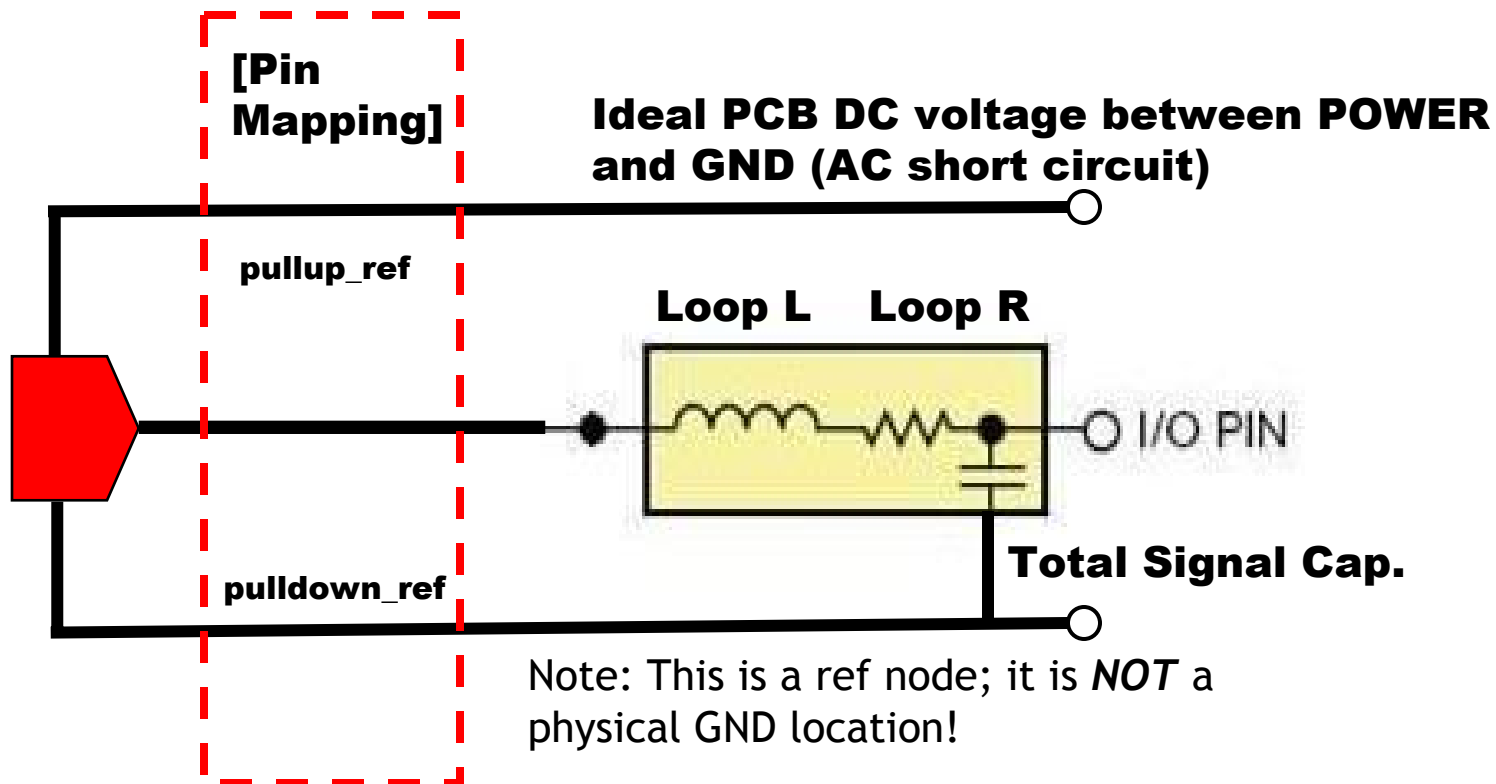 [Pin
Mapping]
Ideal PCB DC voltage between POWER
and GND (AC short circuit)
pullup_ref
Loop L Loop R
I/O PIN
Total Signal Cap.
pulldown_ref
Note: This is a ref node; it is NOT a
physical GND location!